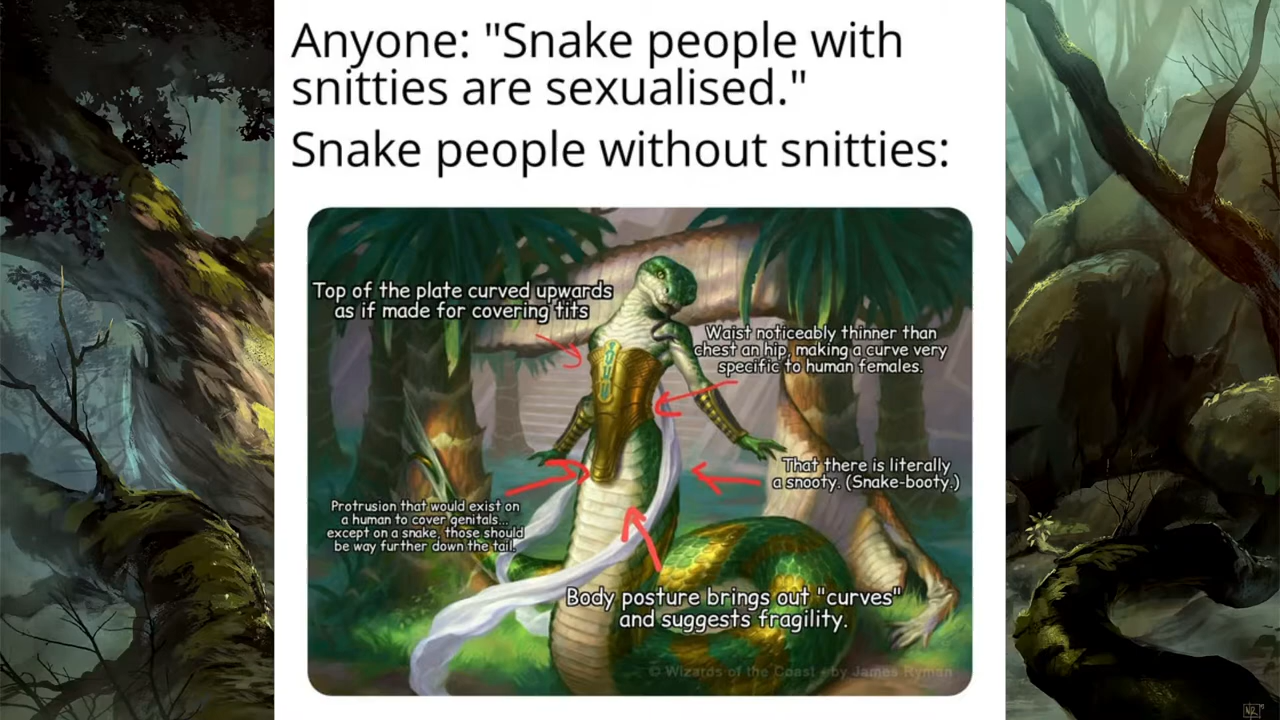 Anyone: "Snake people with
snitties are sexualised."
Snake people without snitties:
Top of the plate curved upwards
as if made for covering tits
Waist noticeably thinner than
chest an hip, making a curve very
specific to human females.
That there is literally
a snooty. (Snake-booty.)
Protrusion that would exist on
a human to cover genitals...
except on a snake, those should
be way further down the tail!
Body posture brings out "curves"
and suggests fragility.
© Wizards of the Coast • by James Ryman